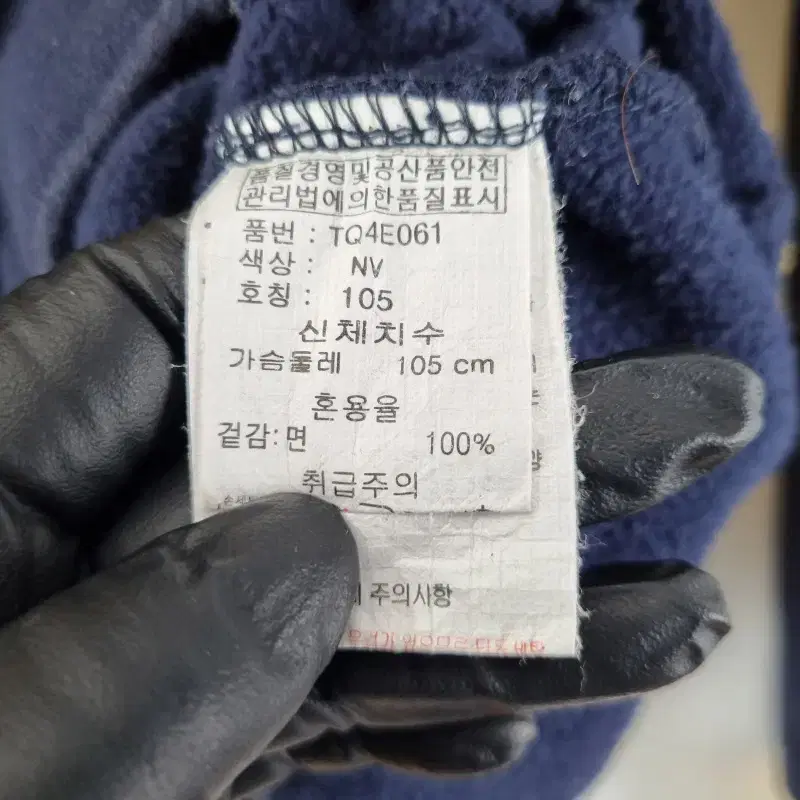 품질경영및공산품안전
관리법에의한품질표시
품번 : TQ4E061
색상 : NV
호칭 : 105
신체치수
가슴둘레 105 cm
혼용율
겉감:면 100%
취급주의
주의사항